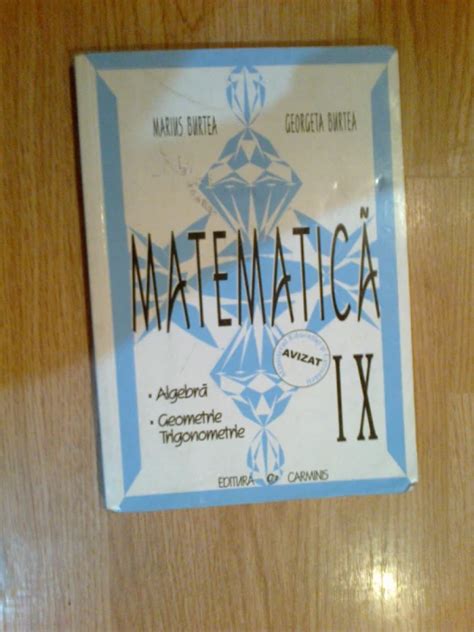 MARIUS BURTEA
GEORGETA BURTEA
MATEMATICĂ
AVIZAT
IX
• Algebră
• Geometrie
Trigonometrie
EDITURA CARMINIS